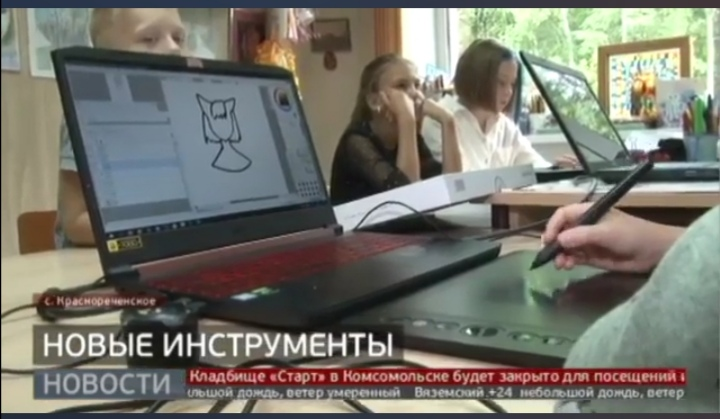 с. Краснореченское
НОВЫЕ ИНСТРУМЕНТЫ
НОВОСТИ
Кладбище «Старт» в Комсомольске будет закрыто для посещений
льшой дождь, ветер умеренный Вяземский +24 небольшой дождь, ветер